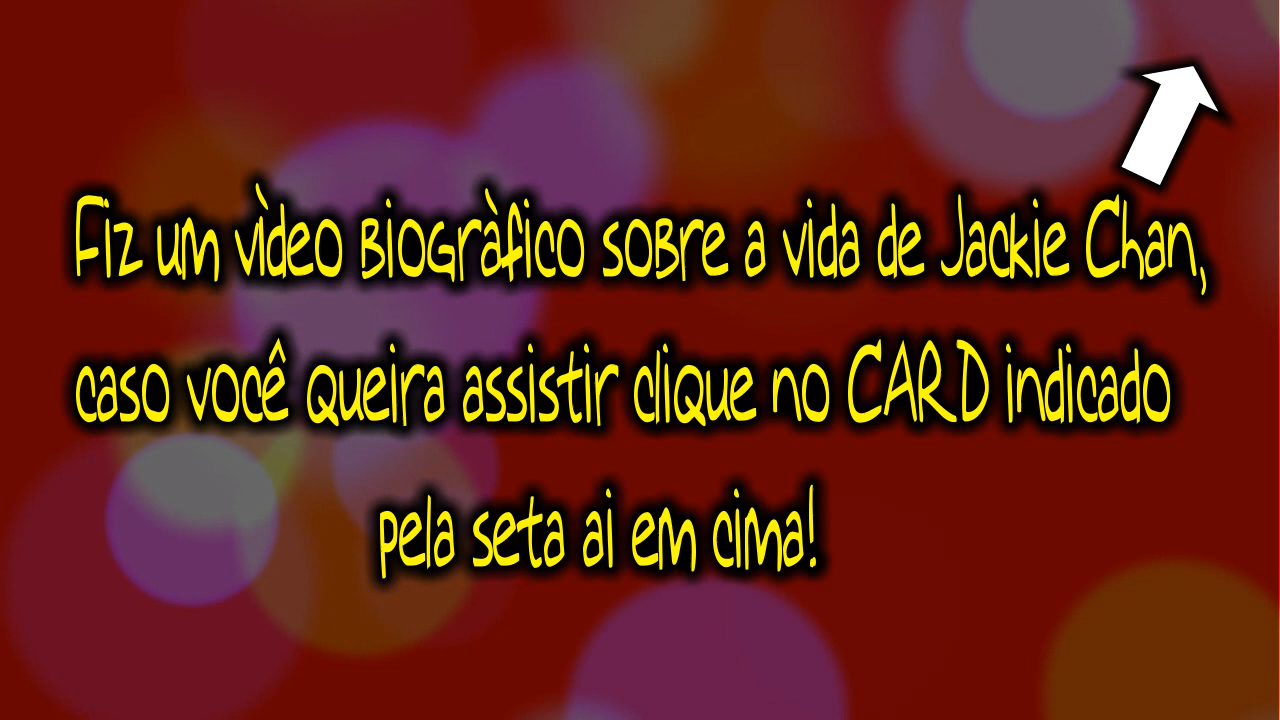 Fiz um vìdeo biogràfico sobre a vida de Jackie Chan,
caso você queira assistir clique no CARD indicado
pela seta ai em cima!